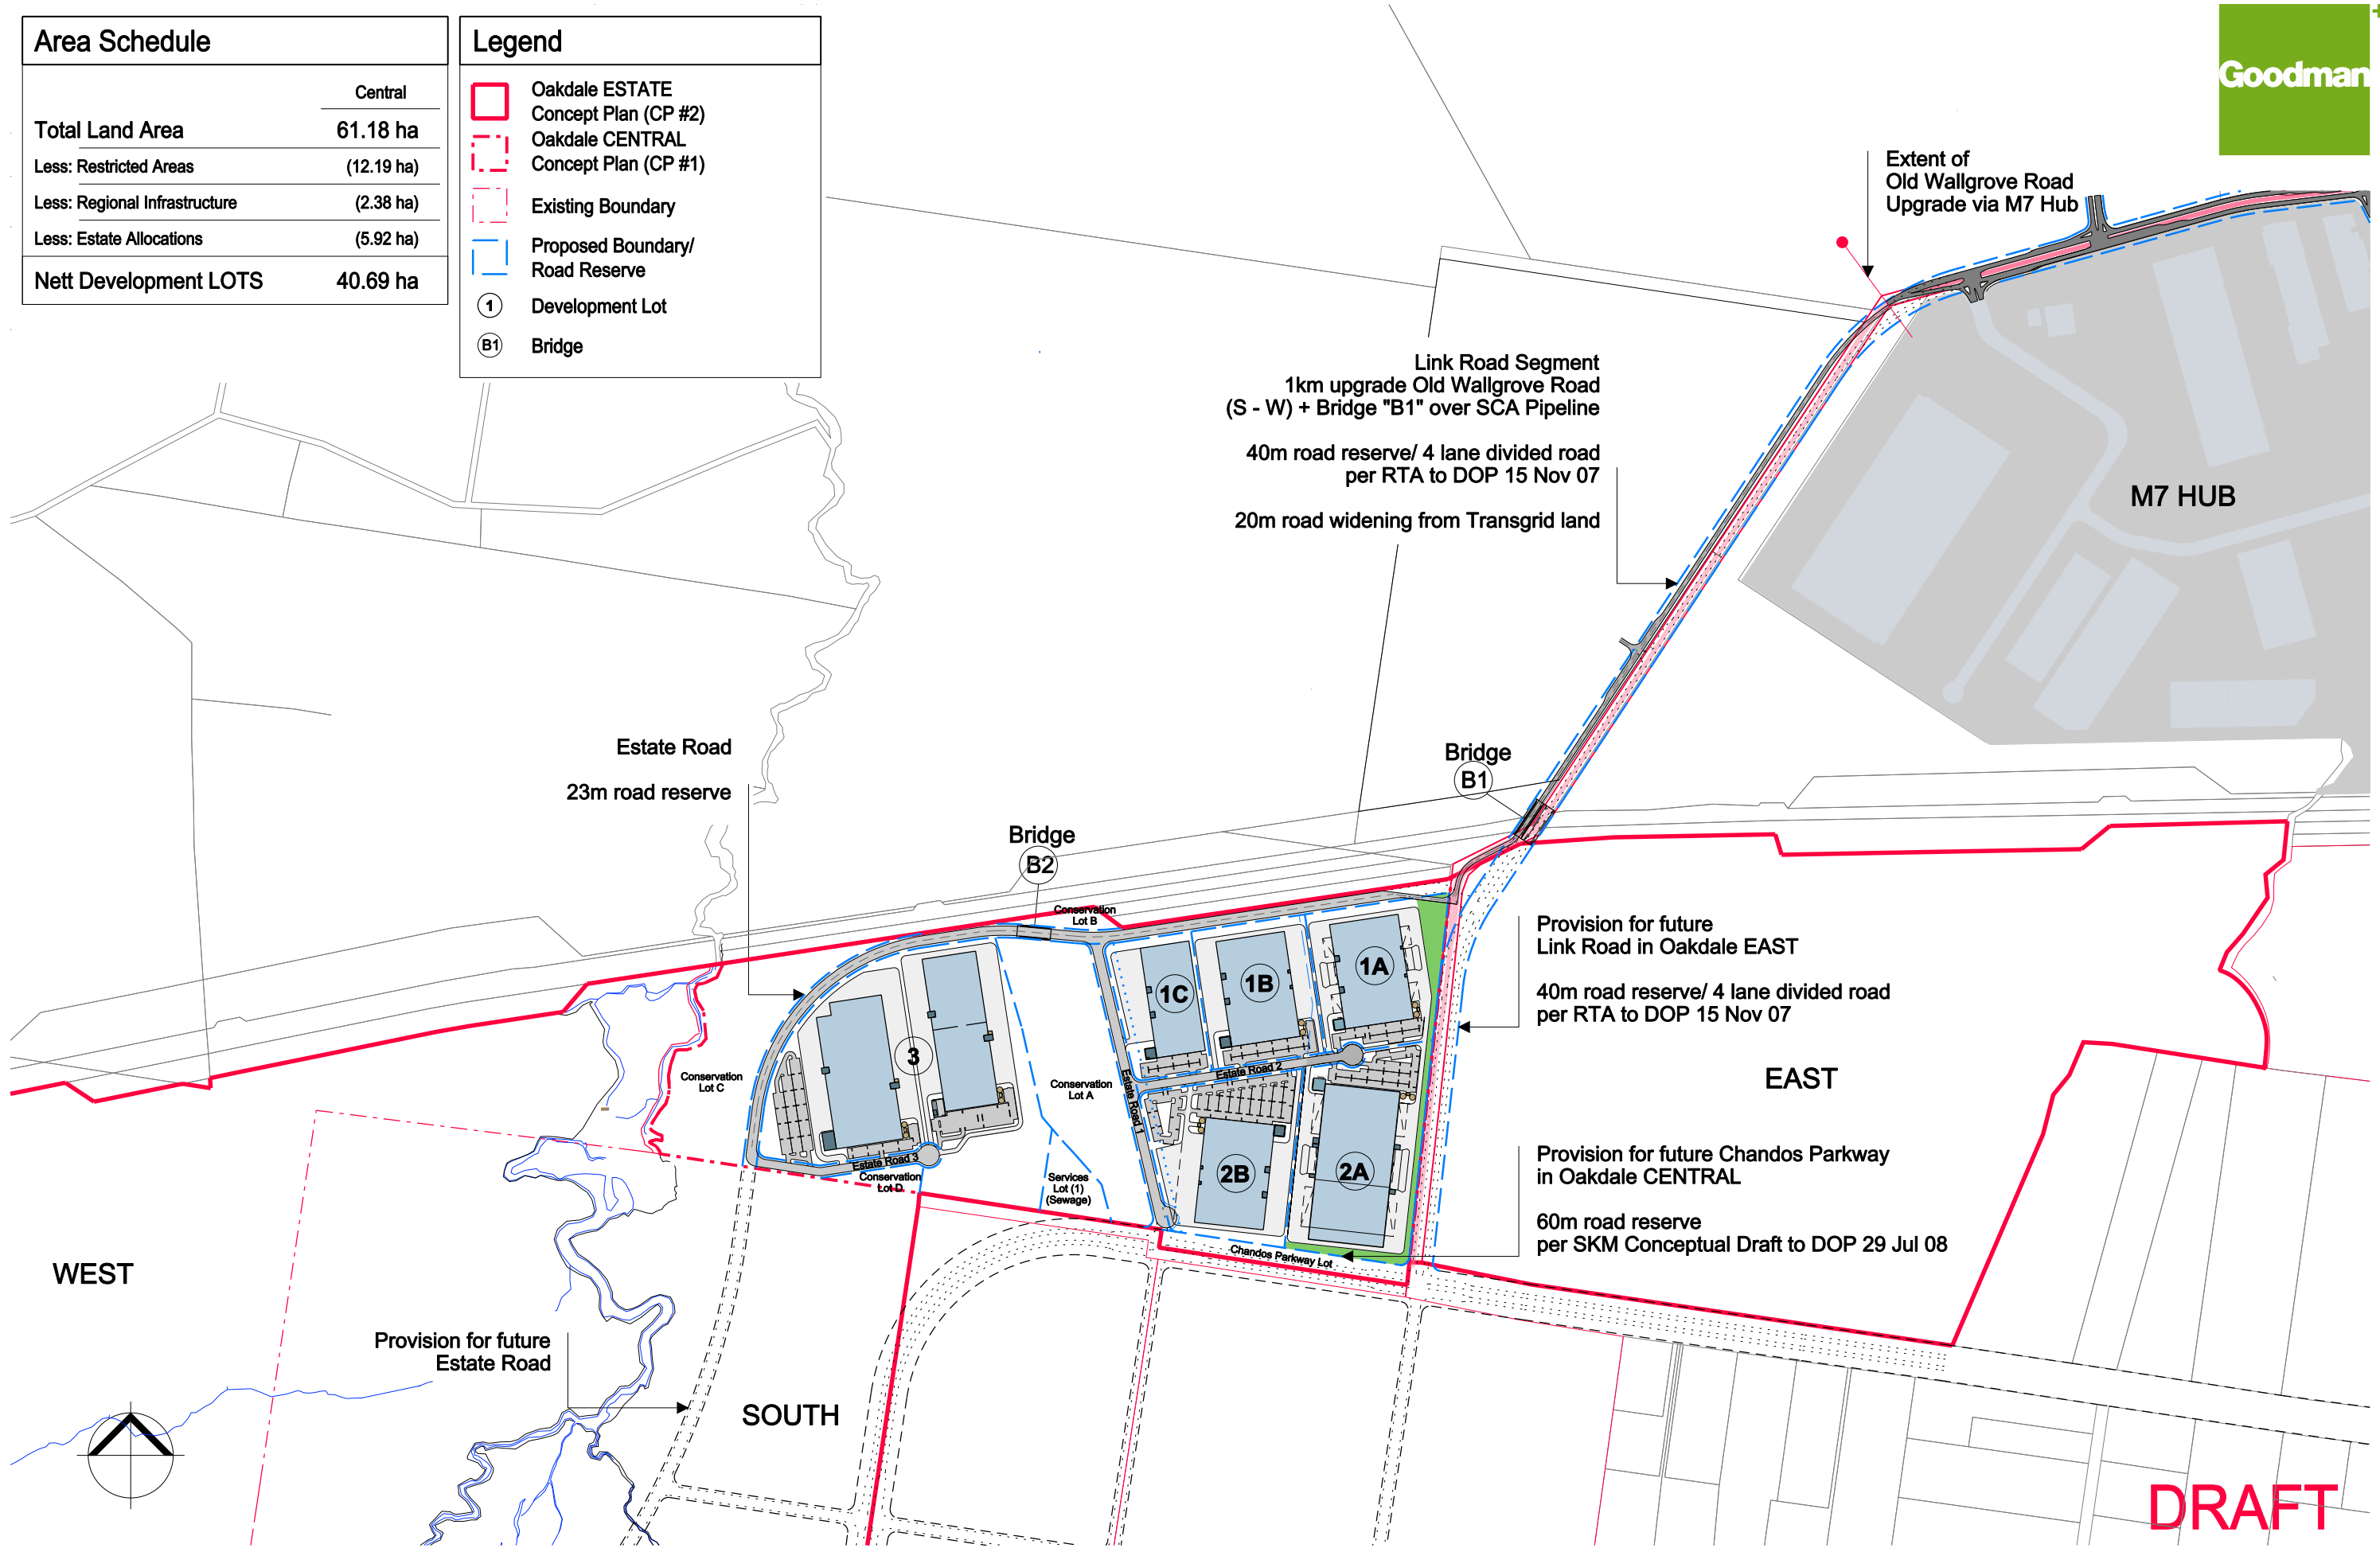 Area Schedule
Central
Total Land Area 61.18 ha
Less: Restricted Areas (12.19 ha)
Less: Regional Infrastructure (2.38 ha)
Less: Estate Allocations (5.92 ha)
Nett Development LOTS 40.69 ha
Legend
Oakdale ESTATE
Concept Plan (CP #2)
Oakdale CENTRAL
Concept Plan (CP #1)
Existing Boundary
Proposed Boundary/
Road Reserve
1 Development Lot
B1 Bridge
Goodman
Extent of
Old Wallgrove Road
Upgrade via M7 Hub
Link Road Segment
1km upgrade Old Wallgrove Road
(S - W) + Bridge "B1" over SCA Pipeline
40m road reserve/ 4 lane divided road
per RTA to DOP 15 Nov 07
20m road widening from Transgrid land
M7 HUB
Estate Road
23m road reserve
Bridge
B1
Bridge
B2
Conservation
Lot B
1A
1B
1C
3
Estate Road 2
Estate Road 1
Conservation
Lot C
Conservation
Lot A
Estate Road 3
Conservation
Lot D
Services
Lot (1)
(Sewage)
2B
2A
Chandos Parkway Lot
Provision for future
Link Road in Oakdale EAST
40m road reserve/ 4 lane divided road
per RTA to DOP 15 Nov 07
EAST
Provision for future Chandos Parkway
in Oakdale CENTRAL
60m road reserve
per SKM Conceptual Draft to DOP 29 Jul 08
WEST
Provision for future
Estate Road
SOUTH
DRAFT